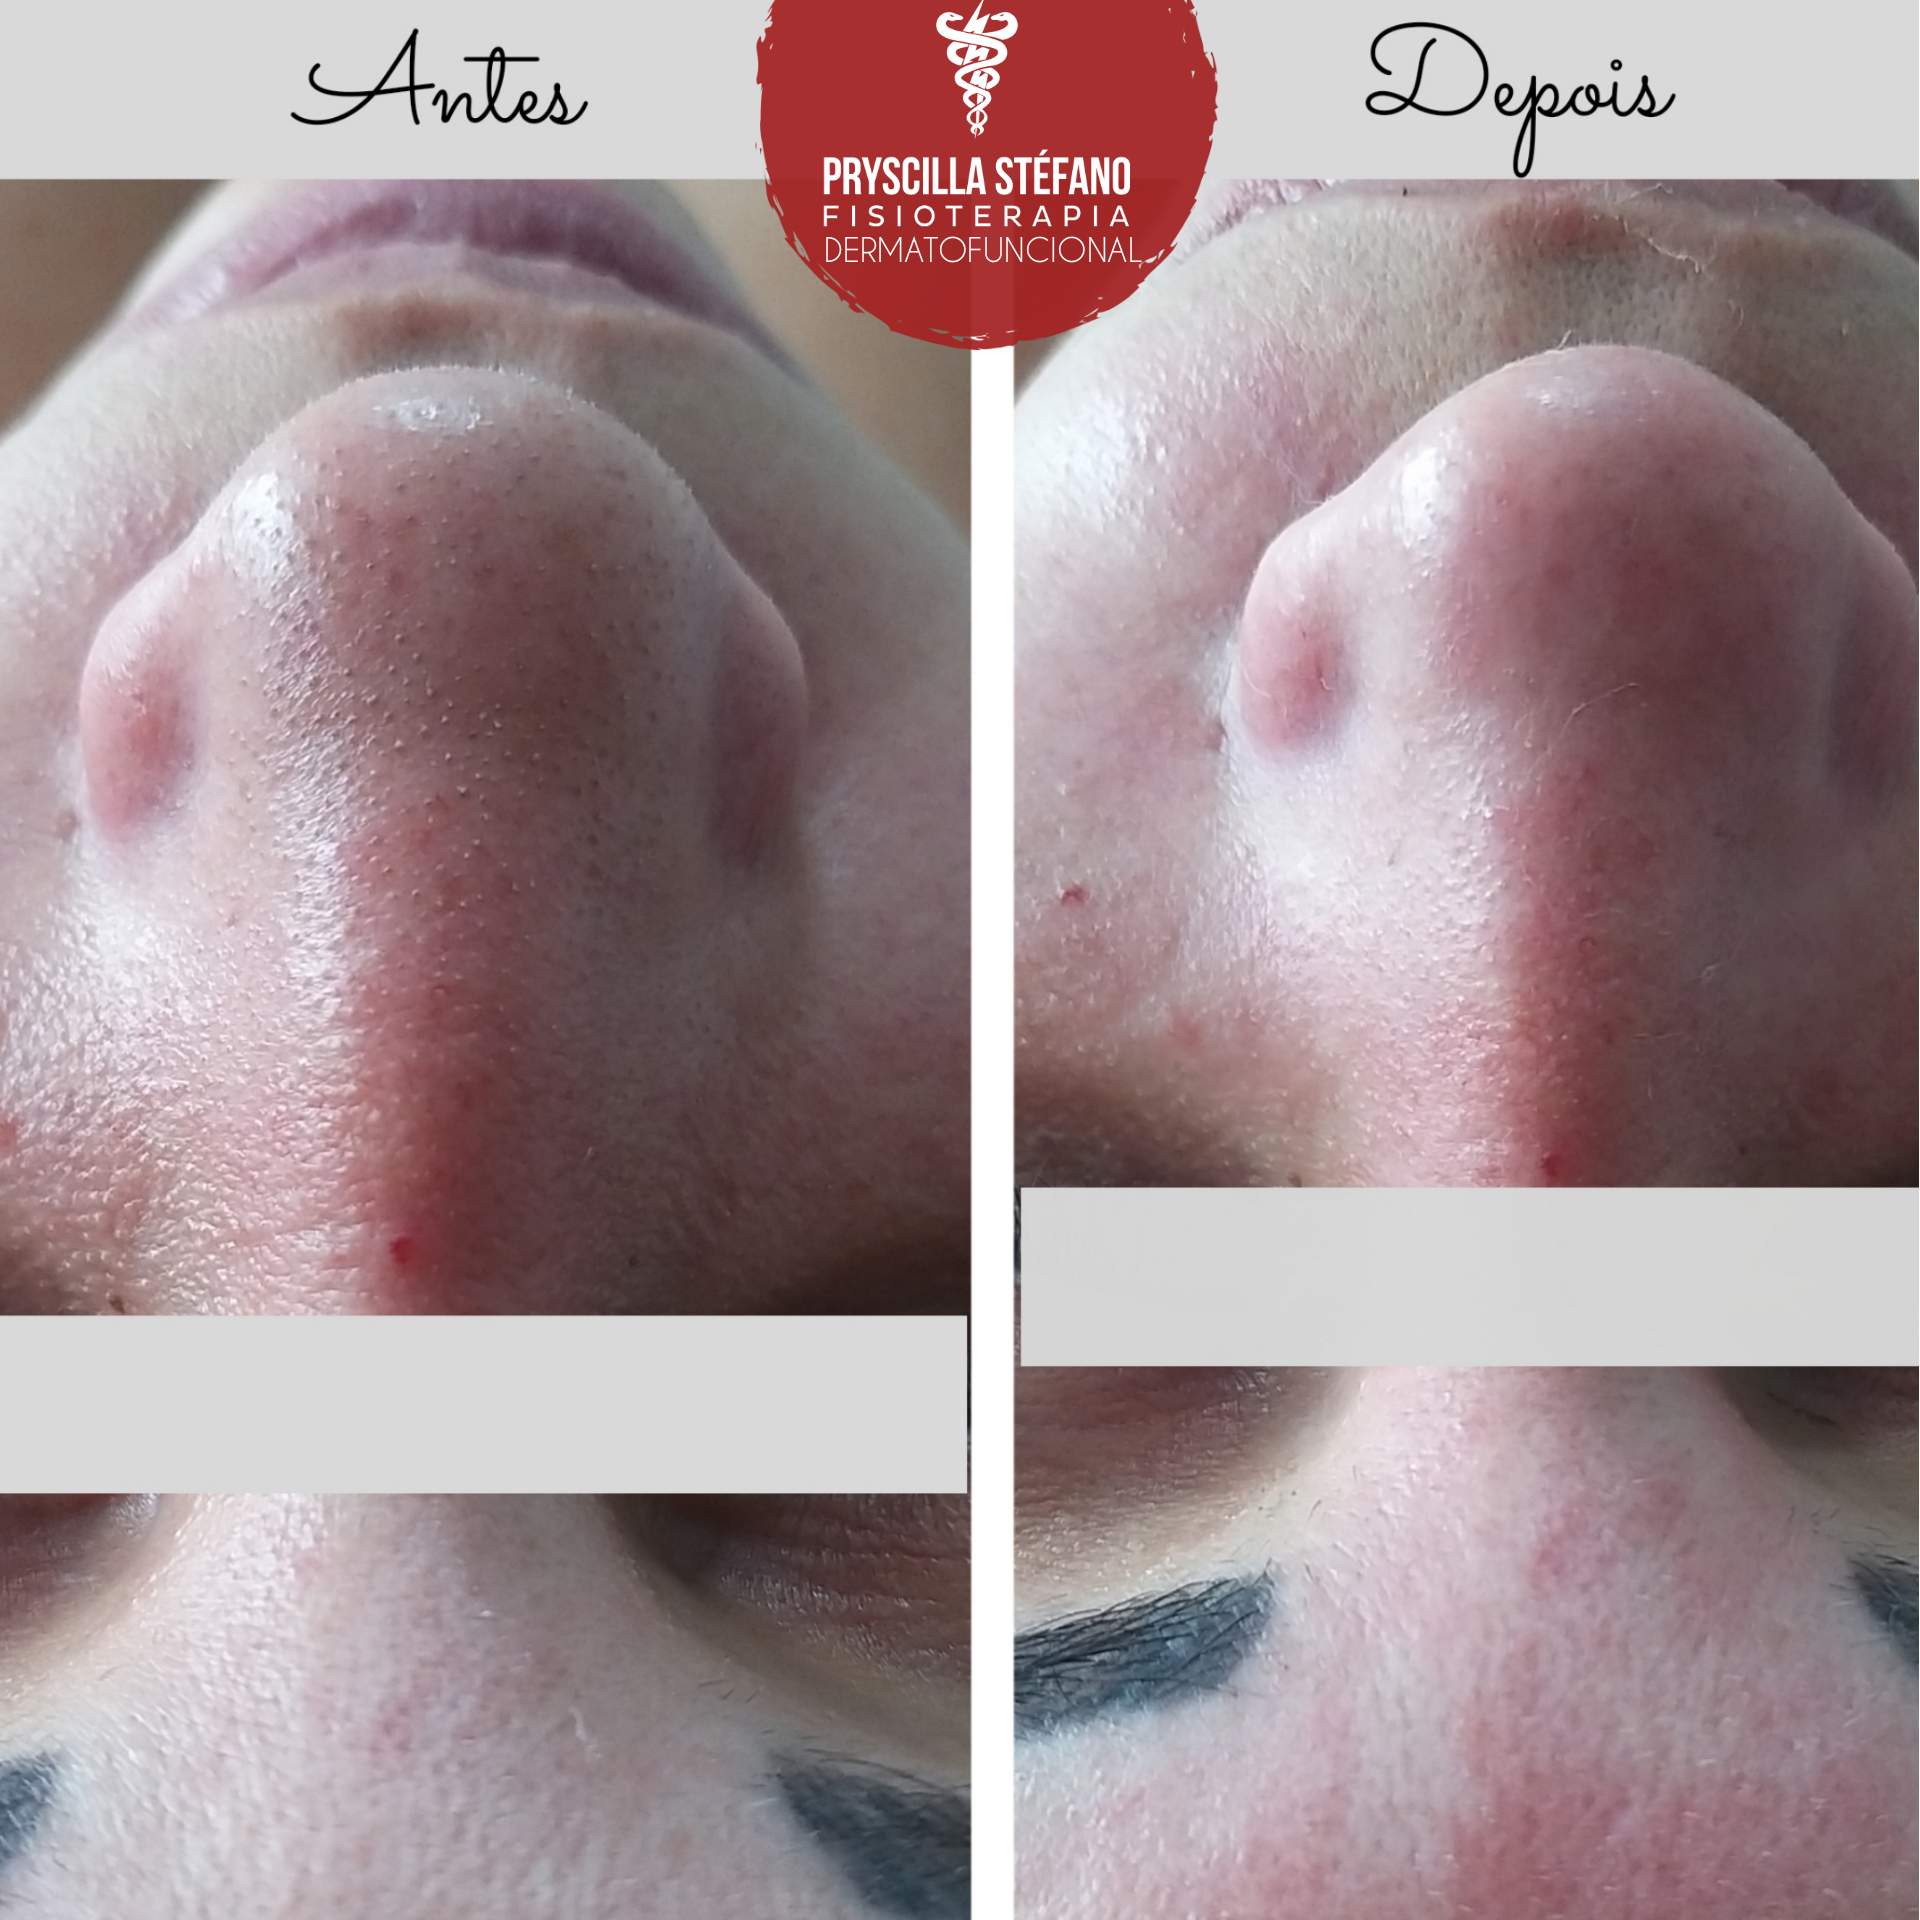 Antes
PRYSCILLA STÉFANO
FISIOTERAPIA
DERMATOFUNCIONAL
Depois